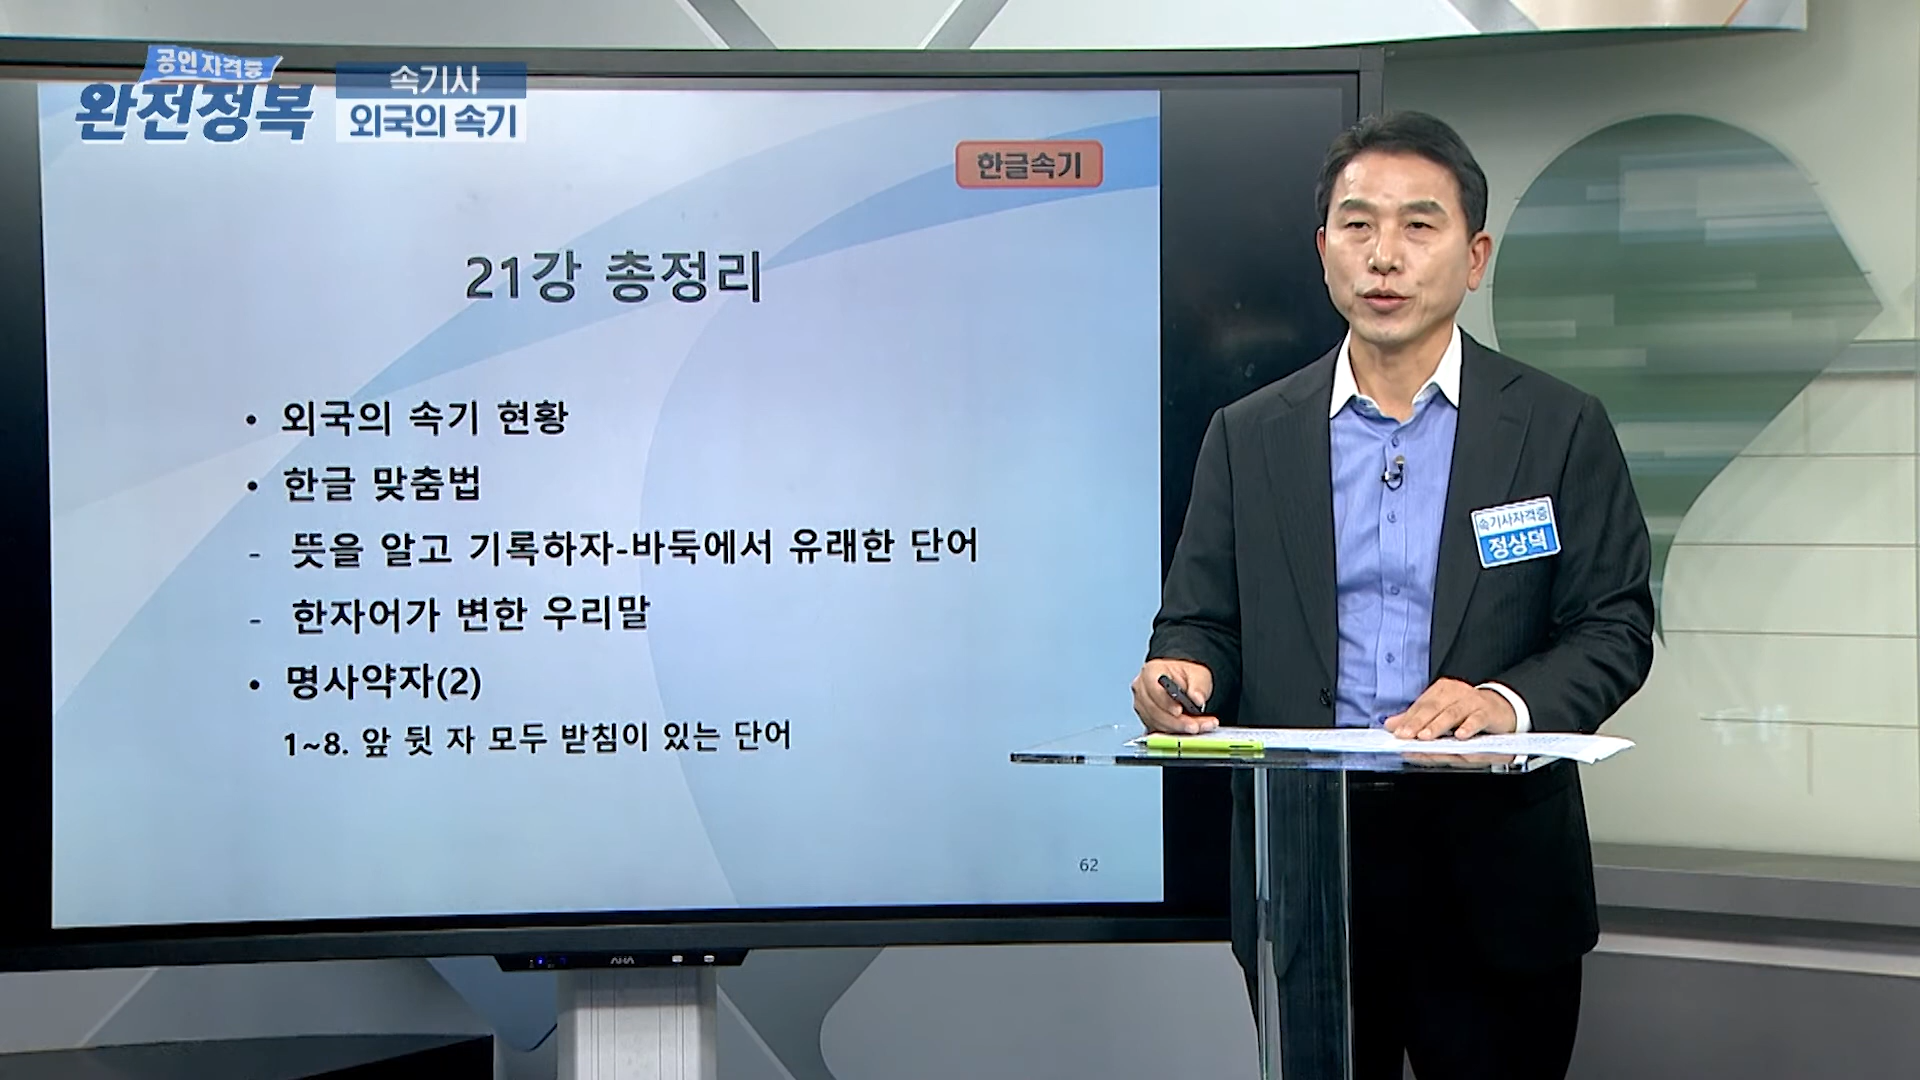 공인자격증
완전정복
속기사
외국의 속기
한글속기
21강 총정리
• 외국의 속기 현황
• 한글 맞춤법
- 뜻을 알고 기록하자-바둑에서 유래한 단어
- 한자어가 변한 우리말
• 명사약자(2)
1~8. 앞 뒷 자 모두 받침이 있는 단어
62
속기사자격증
정상덕
AHA